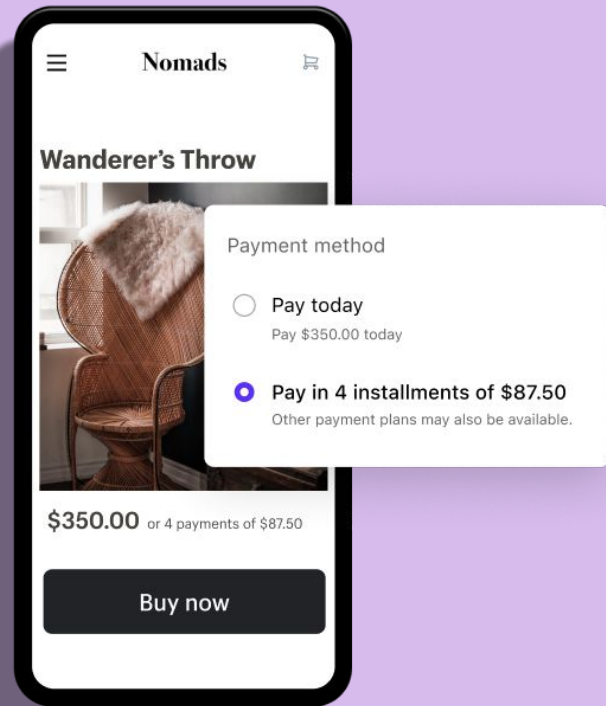 Nomads
Wanderer’s Throw
Payment method
Pay today
Pay $350.00 today
Pay in 4 installments of $87.50
Other payment plans may also be available.
$350.00 or 4 payments of $87.50
Buy now